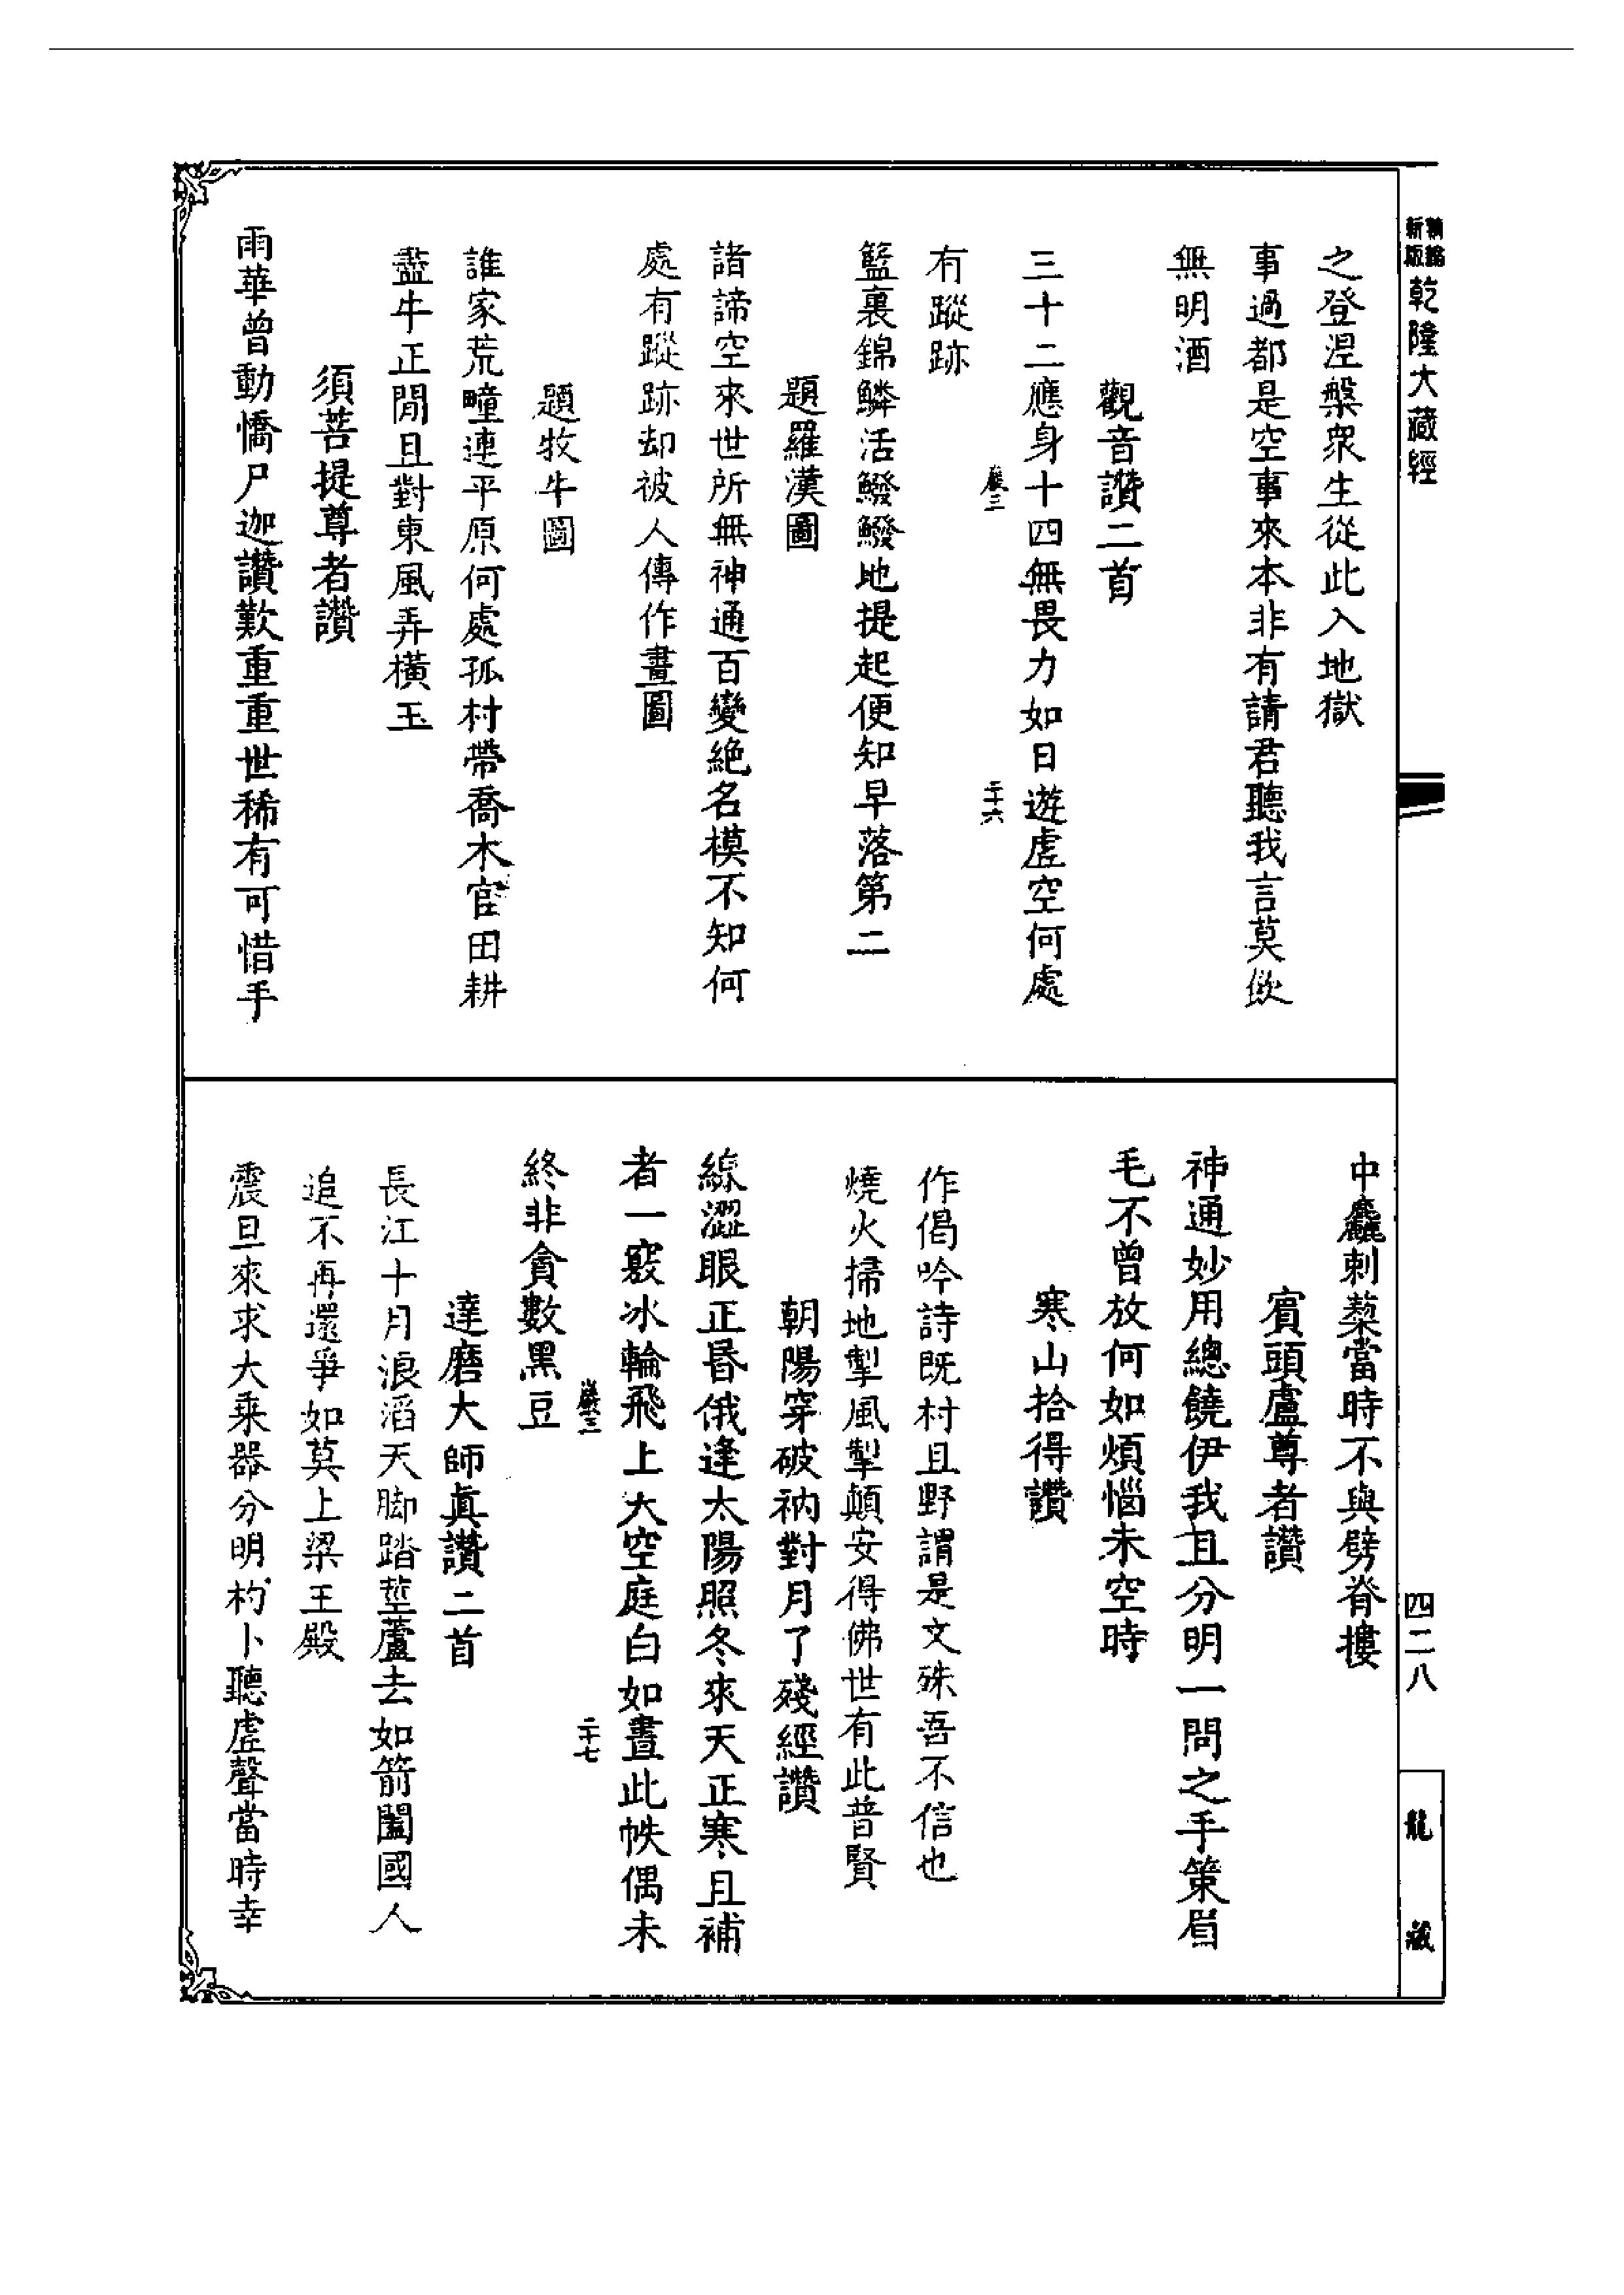 新編
縮版
乾隆大藏經
之登涅槃衆生從此入地獄
事過都是空事來本非有請君聽我言莫飲
無明酒
觀音讚二首
三十二應身十四無畏力如日遊虛空何處
巖三
二十六
有蹤跡
籃裏錦鱗活鱍鱍地提起便知早落第二
題羅漢圖
諸諦空來世所無神通百變絕名模不知何
處有蹤跡却被人傳作畫圖
題牧牛圖
誰家荒疃連平原何處孤村帶喬木官田耕
盡牛正閒且對東風弄橫玉
須菩提尊者讚
雨華曾動憍尸迦讚歎重重世稀有可惜手
中麤刺蔾當時不與劈脊摟
賓頭盧尊者讚
神通妙用總饒伊我且分明一問之手策眉
毛不曾放何如煩惱未空時
寒山拾得讚
作偈吟詩既村且野謂是文殊吾不信也
燒火掃地掣風掣顛安得佛世有此普賢
朝陽穿破衲對月了殘經讚
線澀眼正昏俄逢太陽照冬來天正寒且補
者一竅冰輪飛上大空庭白如晝此帙偶未
巖三
二十七
終非貪數黑豆
達磨大師眞讚二首
長江十月浪滔天脚踏莖蘆去如箭闔國人
追不再還爭如莫上梁王殿
震旦來求大乘器分明杓卜聽虛聲當時幸
四二八
龍藏